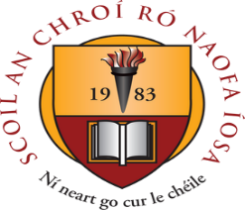 SCOIL AN CHROÍ RÓ NAOFA ÍOSA
19 83
Ní neart go cur le chéile